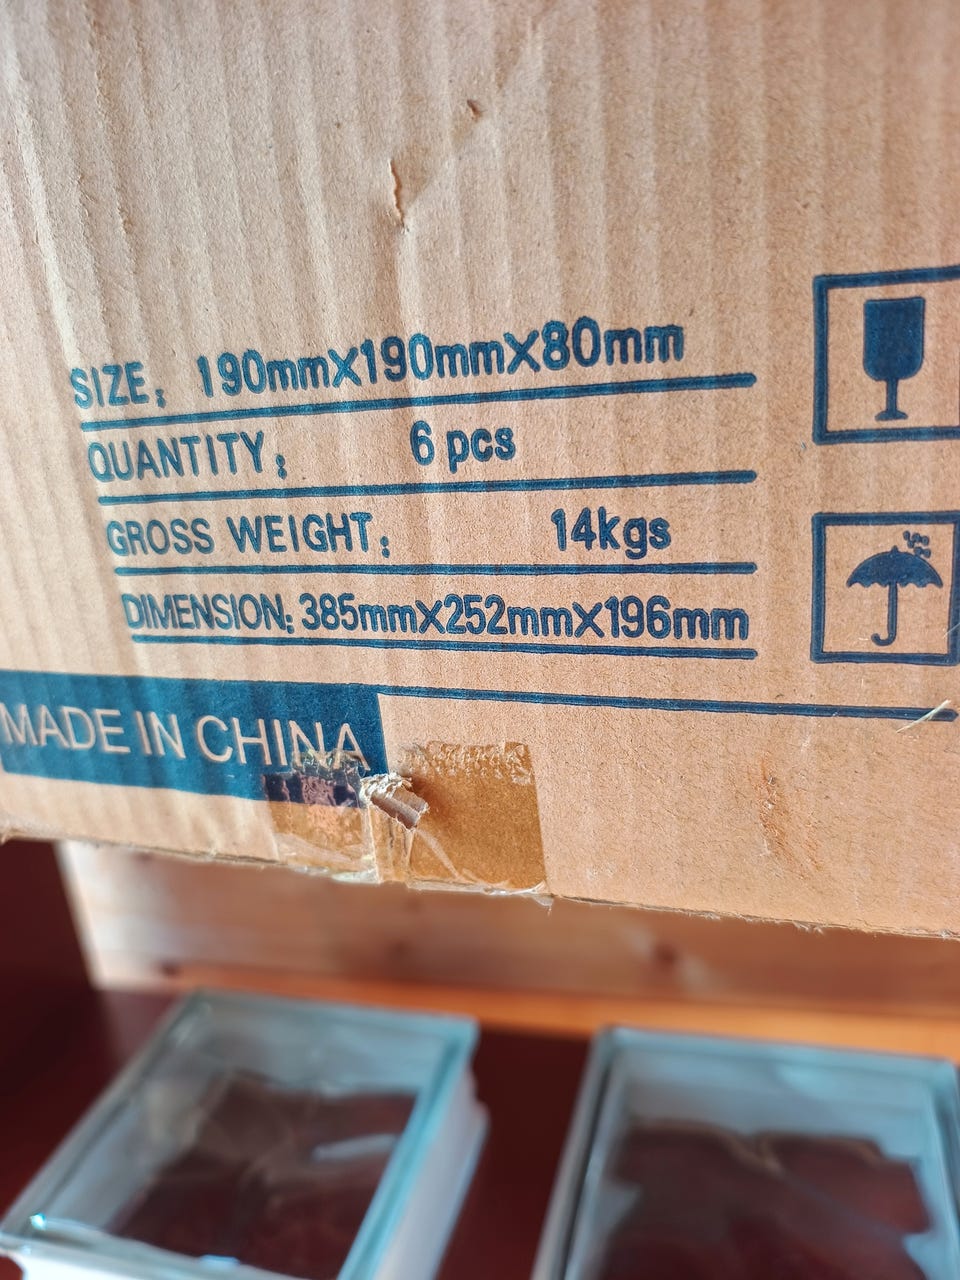 SIZE: 190mmX190mmX80mm
QUANTITY: 6 pcs
GROSS WEIGHT: 14kgs
DIMENSION: 385mmX252mmX196mm
MADE IN CHINA